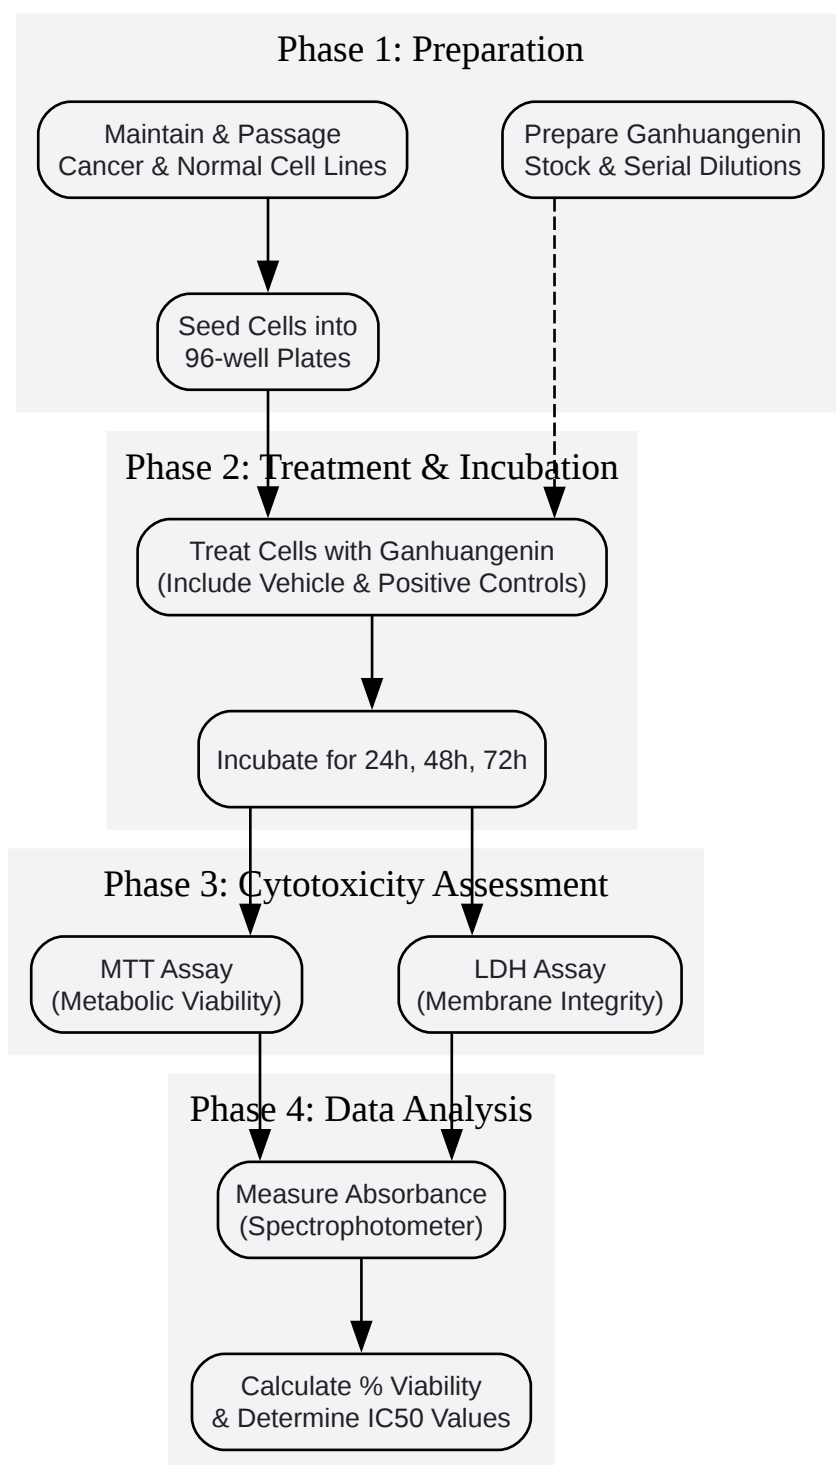 Phase 1: Preparation
Maintain & Passage
Cancer & Normal Cell Lines
Prepare Ganhuangenin
Stock & Serial Dilutions
Seed Cells into
96-well Plates
Phase 2: Treatment & Incubation
Treat Cells with Ganhuangenin
(Include Vehicle & Positive Controls)
Incubate for 24h, 48h, 72h
Phase 3: Cytotoxicity Assessment
MTT Assay
(Metabolic Viability)
LDH Assay
(Membrane Integrity)
Phase 4: Data Analysis
Measure Absorbance
(Spectrophotometer)
Calculate % Viability
& Determine IC50 Values